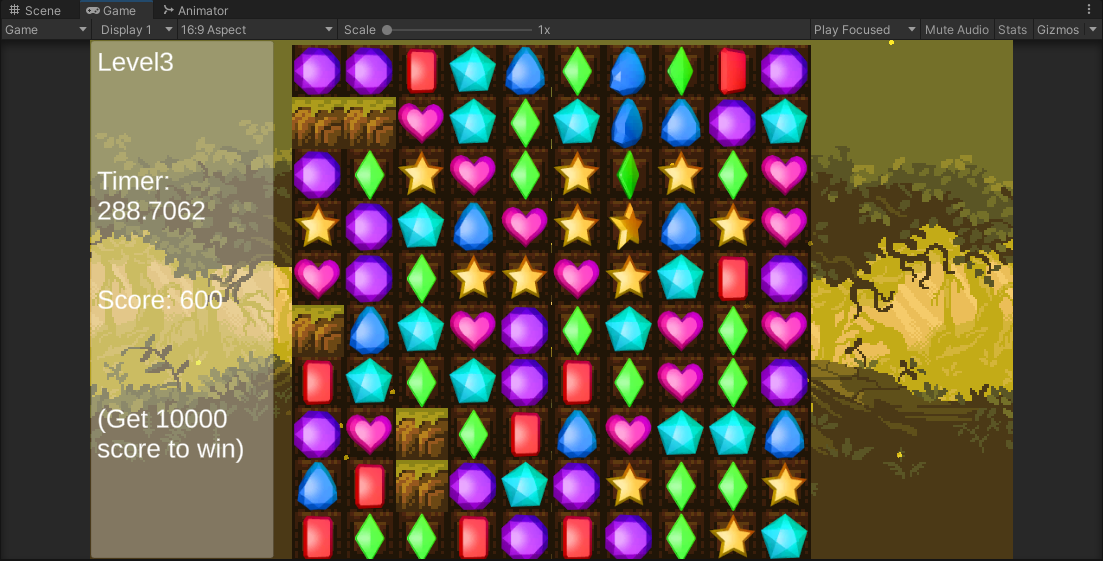 Scene Game Animator
Game Display 1 16:9 Aspect Scale 1x Play Focused Mute Audio Stats Gizmos
Level3
Timer:
288.7062
Score: 600
(Get 10000
score to win)